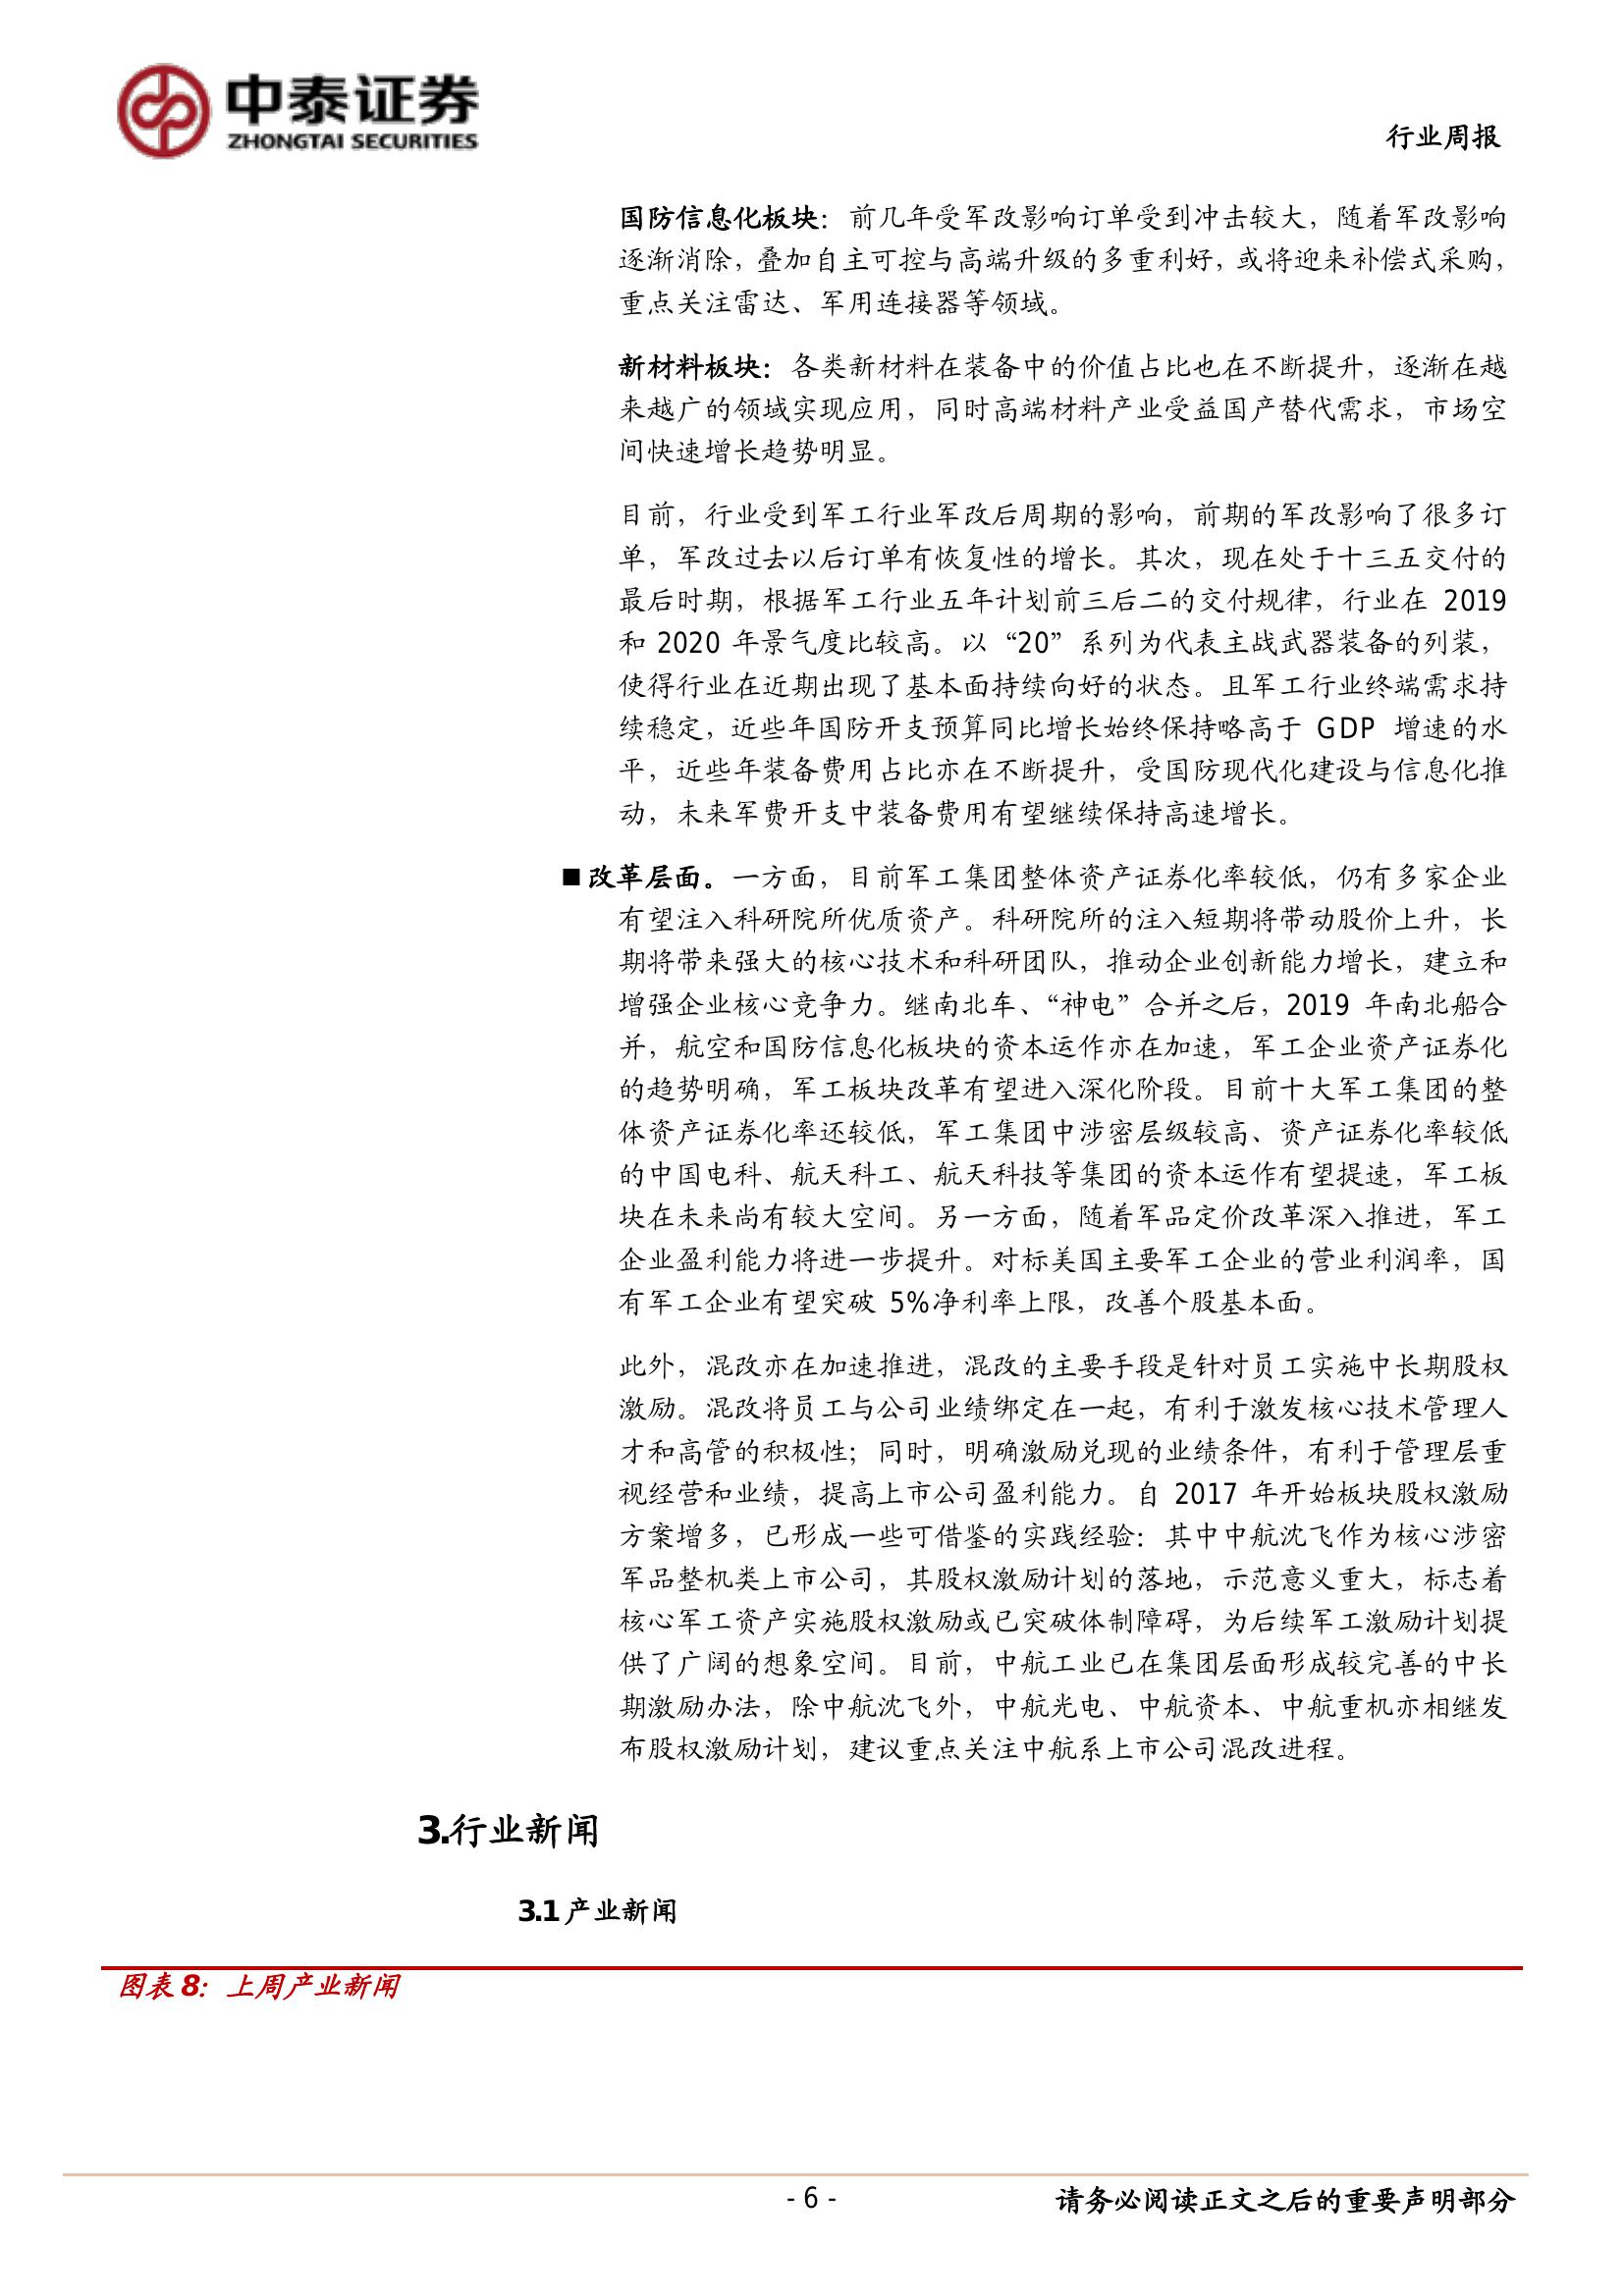 中泰证券
ZHONGTAI SECURITIES
行业周报
国防信息化板块：前几年受军改影响订单受到冲击较大，随着军改影响
逐渐消除，叠加自主可控与高端升级的多重利好，或将迎来补偿式采购，
重点关注雷达、军用连接器等领域。
新材料板块：各类新材料在装备中的价值占比也在不断提升，逐渐在越
来越广的领域实现应用，同时高端材料产业受益国产替代需求，市场空
间快速增长趋势明显。
目前，行业受到军工行业军改后周期的影响，前期的军改影响了很多订
单，军改过去以后订单有恢复性的增长。其次，现在处于十三五交付的
最后时期，根据军工行业五年计划前三后二的交付规律，行业在 2019
和 2020 年景气度比较高。以“20”系列为代表主战武器装备的列装，
使得行业在近期出现了基本面持续向好的状态。且军工行业终端需求持
续稳定，近些年国防开支预算同比增长始终保持略高于 GDP 增速的水
平，近些年装备费用占比亦在不断提升，受国防现代化建设与信息化推
动，未来军费开支中装备费用有望继续保持高速增长。
■ 改革层面。一方面，目前军工集团整体资产证券化率较低，仍有多家企业
有望注入科研院所优质资产。科研院所的注入短期将带动股价上升，长
期将带来强大的核心技术和科研团队，推动企业创新能力增长，建立和
增强企业核心竞争力。继南北车、“神电”合并之后，2019 年南北船合
并，航空和国防信息化板块的资本运作亦在加速，军工企业资产证券化
的趋势明确，军工板块改革有望进入深化阶段。目前十大军工集团的整
体资产证券化率还较低，军工集团中涉密层级较高、资产证券化率较低
的中国电科、航天科工、航天科技等集团的资本运作有望提速，军工板
块在未来尚有较大空间。另一方面，随着军品定价改革深入推进，军工
企业盈利能力将进一步提升。对标美国主要军工企业的营业利润率，国
有军工企业有望突破 5%净利率上限，改善个股基本面。
此外，混改亦在加速推进，混改的主要手段是针对员工实施中长期股权
激励。混改将员工与公司业绩绑定在一起，有利于激发核心技术管理人
才和高管的积极性；同时，明确激励兑现的业绩条件，有利于管理层重
视经营和业绩，提高上市公司盈利能力。自 2017 年开始板块股权激励
方案增多，已形成一些可借鉴的实践经验：其中中航沈飞作为核心涉密
军品整机类上市公司，其股权激励计划的落地，示范意义重大，标志着
核心军工资产实施股权激励或已突破体制障碍，为后续军工激励计划提
供了广阔的想象空间。目前，中航工业已在集团层面形成较完善的中长
期激励办法，除中航沈飞外，中航光电、中航资本、中航重机亦相继发
布股权激励计划，建议重点关注中航系上市公司混改进程。
3.行业新闻
3.1 产业新闻
图表 8：上周产业新闻
- 6 -
请务必阅读正文之后的重要声明部分